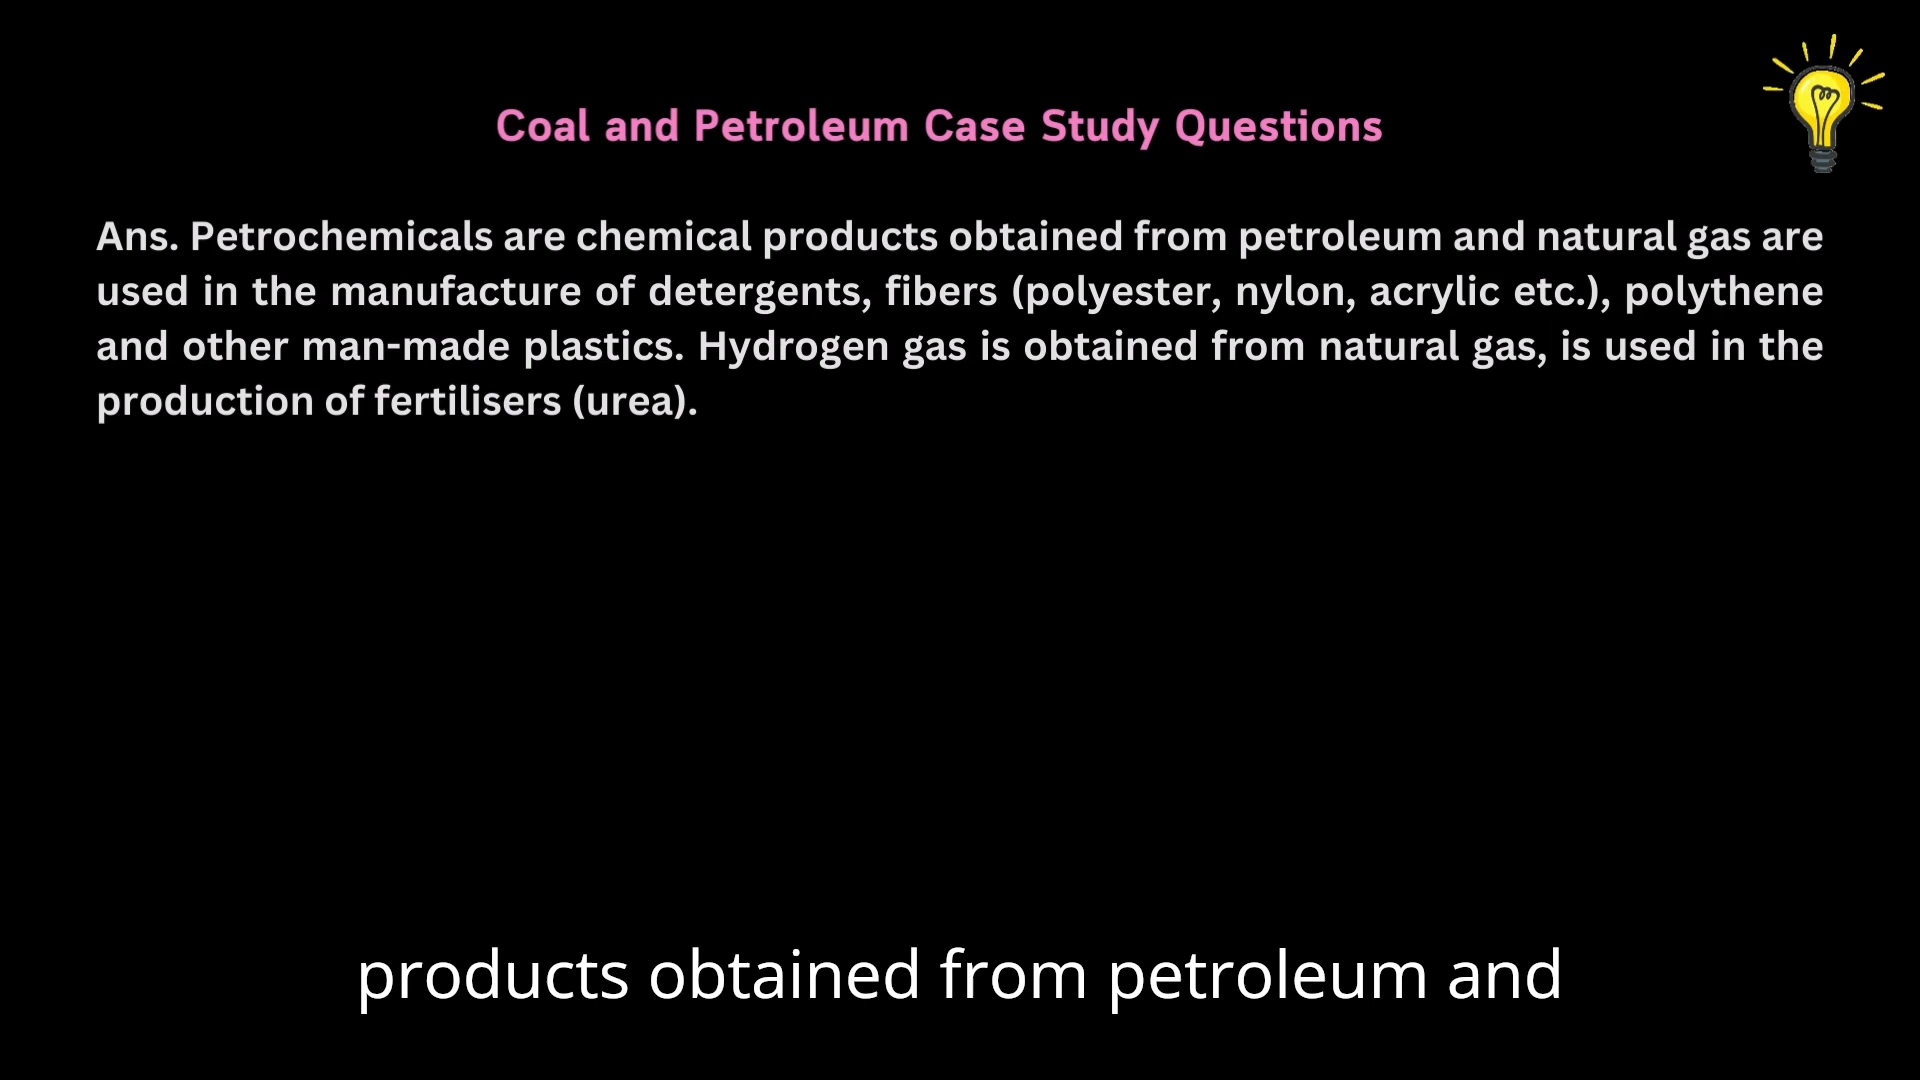 Coal and Petroleum Case Study Questions
Ans. Petrochemicals are chemical products obtained from petroleum and natural gas are
used in the manufacture of detergents, fibers (polyester, nylon, acrylic etc.), polythene
and other man-made plastics. Hydrogen gas is obtained from natural gas, is used in the
production of fertilisers (urea).
products obtained from petroleum and